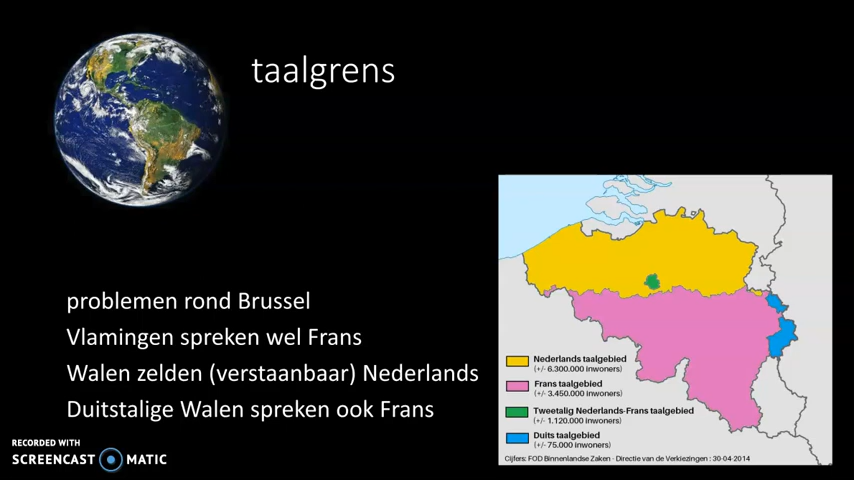 taalgrens
problemen rond Brussel
Vlamingen spreken wel Frans
Walen zelden (verstaanbaar) Nederlands
Duitstalige Walen spreken ook Frans
Nederlands taalgebied
(+/- 6.300.000 inwoners)
Frans taalgebied
(+/- 3.450.000 inwoners)
Tweetalig Nederlands-Frans taalgebied
(+/- 1.120.000 inwoners)
Duits taalgebied
(+/- 75.000 inwoners)
Cijfers: FOD Binnenlandse Zaken - Directie van de Verkiezingen : 30-04-2014
RECORDED WITH
SCREENCAST MATIC